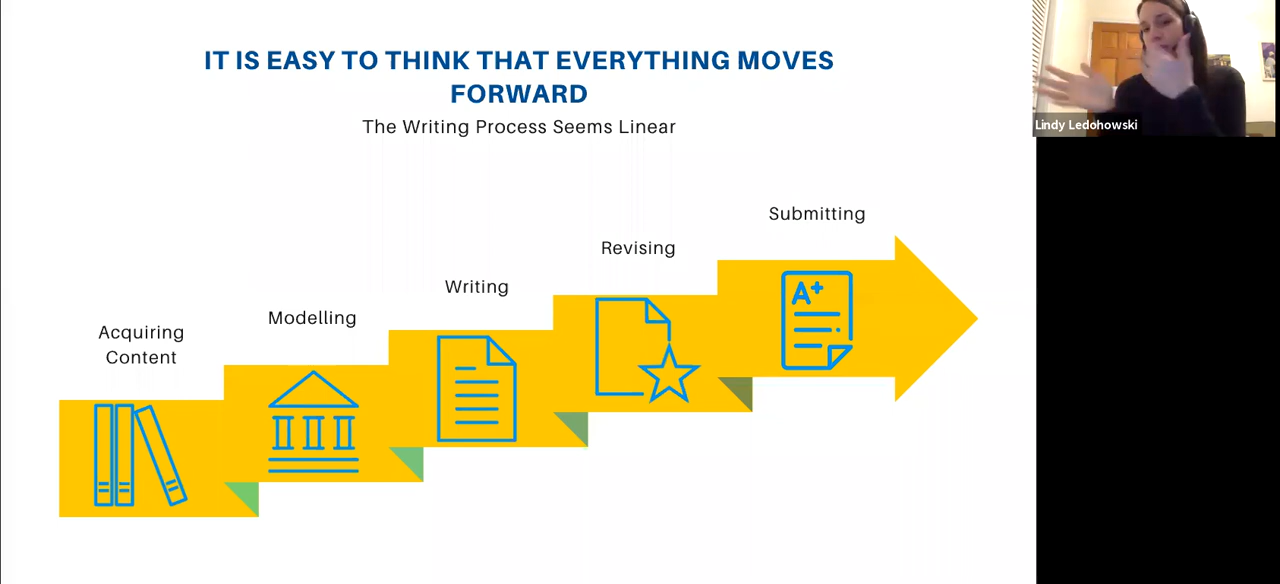 IT IS EASY TO THINK THAT EVERYTHING MOVES
FORWARD
The Writing Process Seems Linear
Lindy Ledohowski
Submitting
Revising
Writing
Modelling
Acquiring
Content
A+